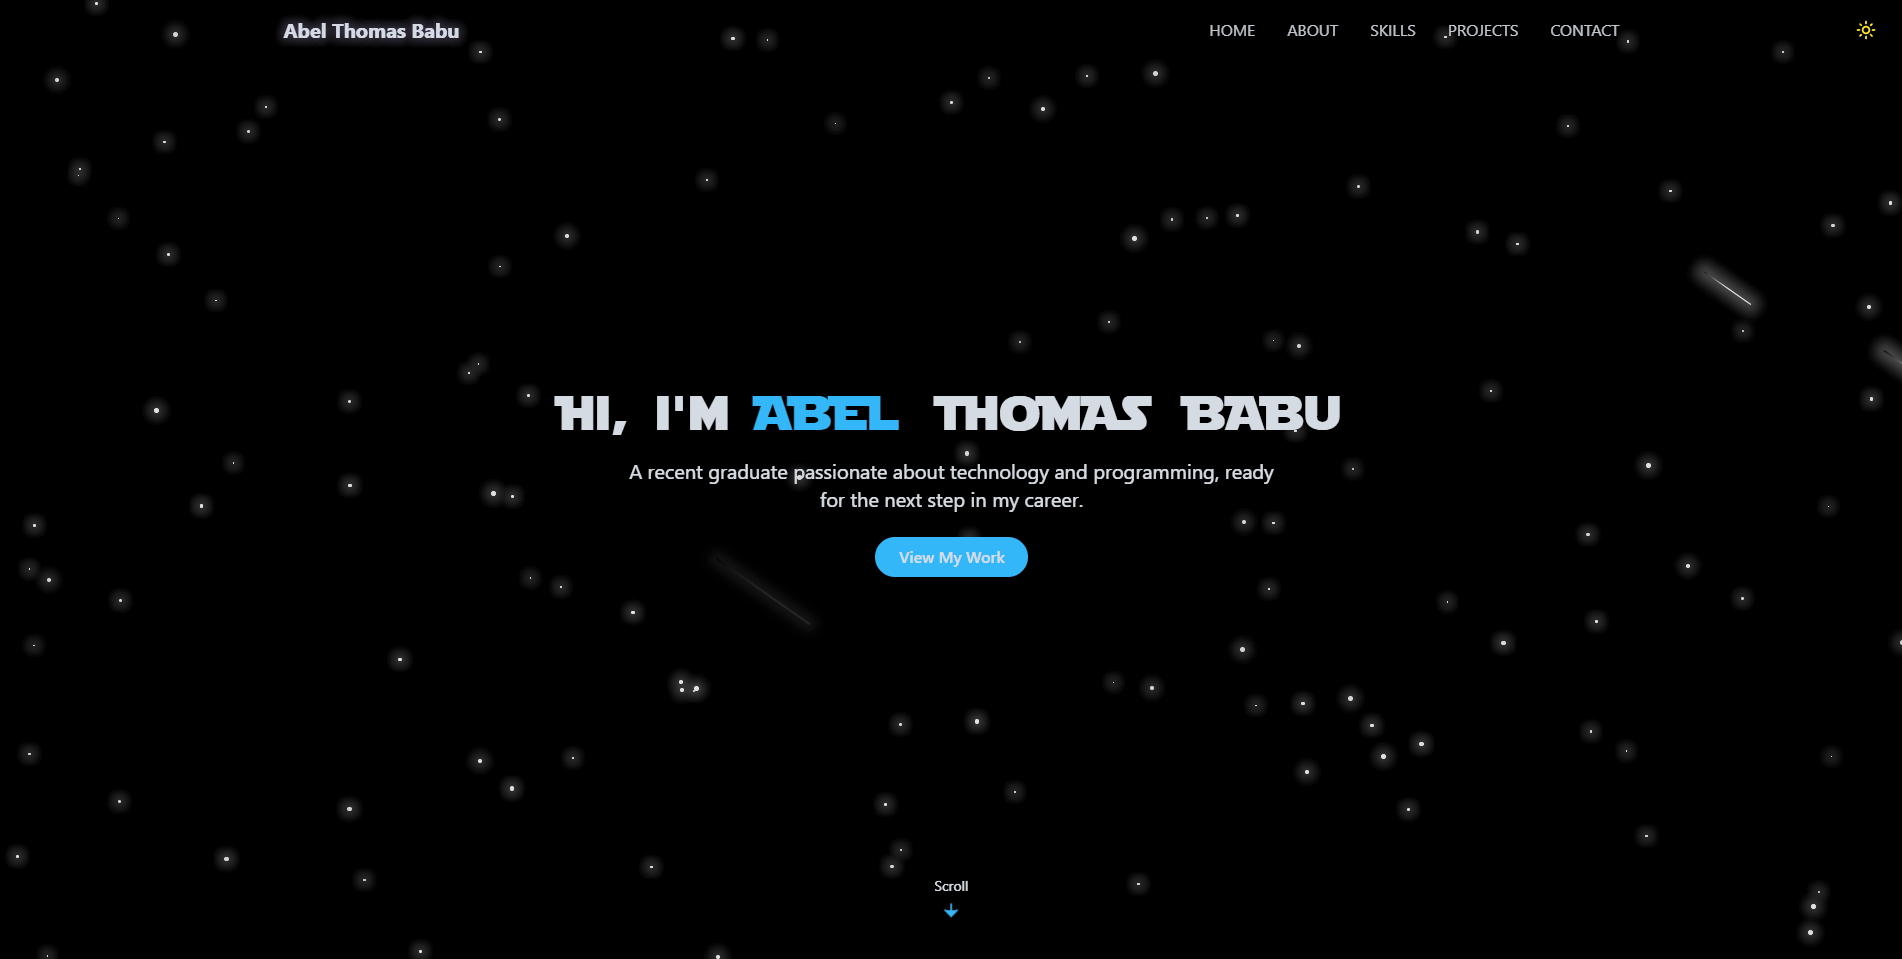 Abel Thomas Babu
HOME ABOUT SKILLS PROJECTS CONTACT
HI, I'M ABEL THOMAS BABU
A recent graduate passionate about technology and programming, ready
for the next step in my career.
View My Work
Scroll